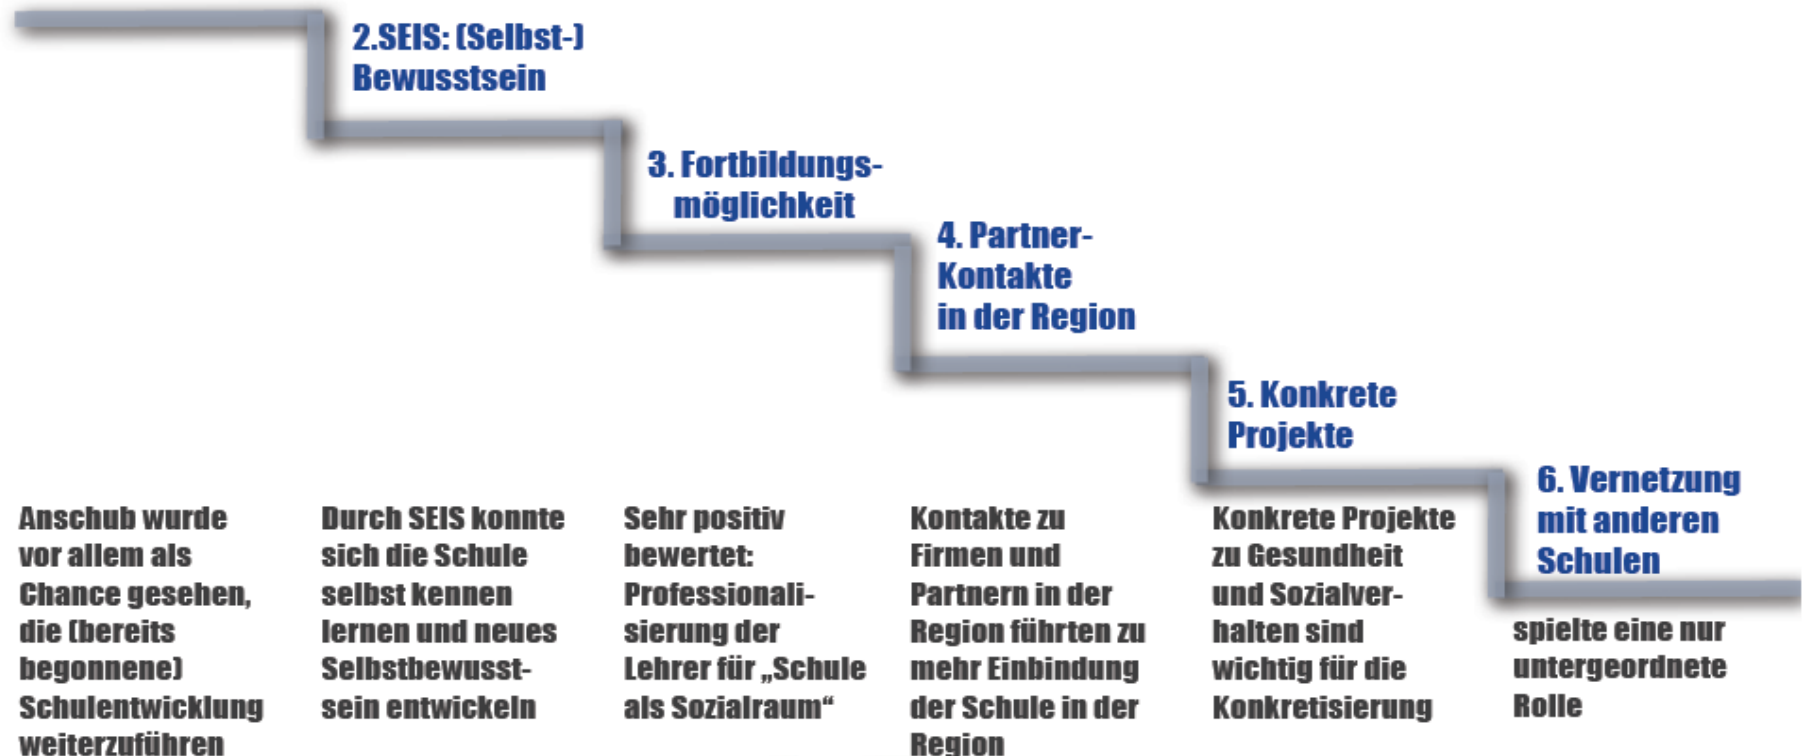 2.SEIS: (Selbst-)
Bewusstsein
3. Fortbildungs-
möglichkeit
4. Partner-
Kontakte
in der Region
5. Konkrete
Projekte
6. Vernetzung
mit anderen
Schulen
Anschub wurde
vor allem als
Chance gesehen,
die (bereits
begonnene)
Schulentwicklung
weiterzuführen
Durch SEIS konnte
sich die Schule
selbst kennen
lernen und neues
Selbstbewusst-
sein entwickeln
Sehr positiv
bewertet:
Professionali-
sierung der
Lehrer für „Schule
als Sozialraum“
Kontakte zu
Firmen und
Partnern in der
Region führten zu
mehr Einbindung
der Schule in der
Region
Konkrete Projekte
zu Gesundheit
und Sozialver-
halten sind
wichtig für die
Konkretisierung
spielte eine nur
untergeordnete
Rolle